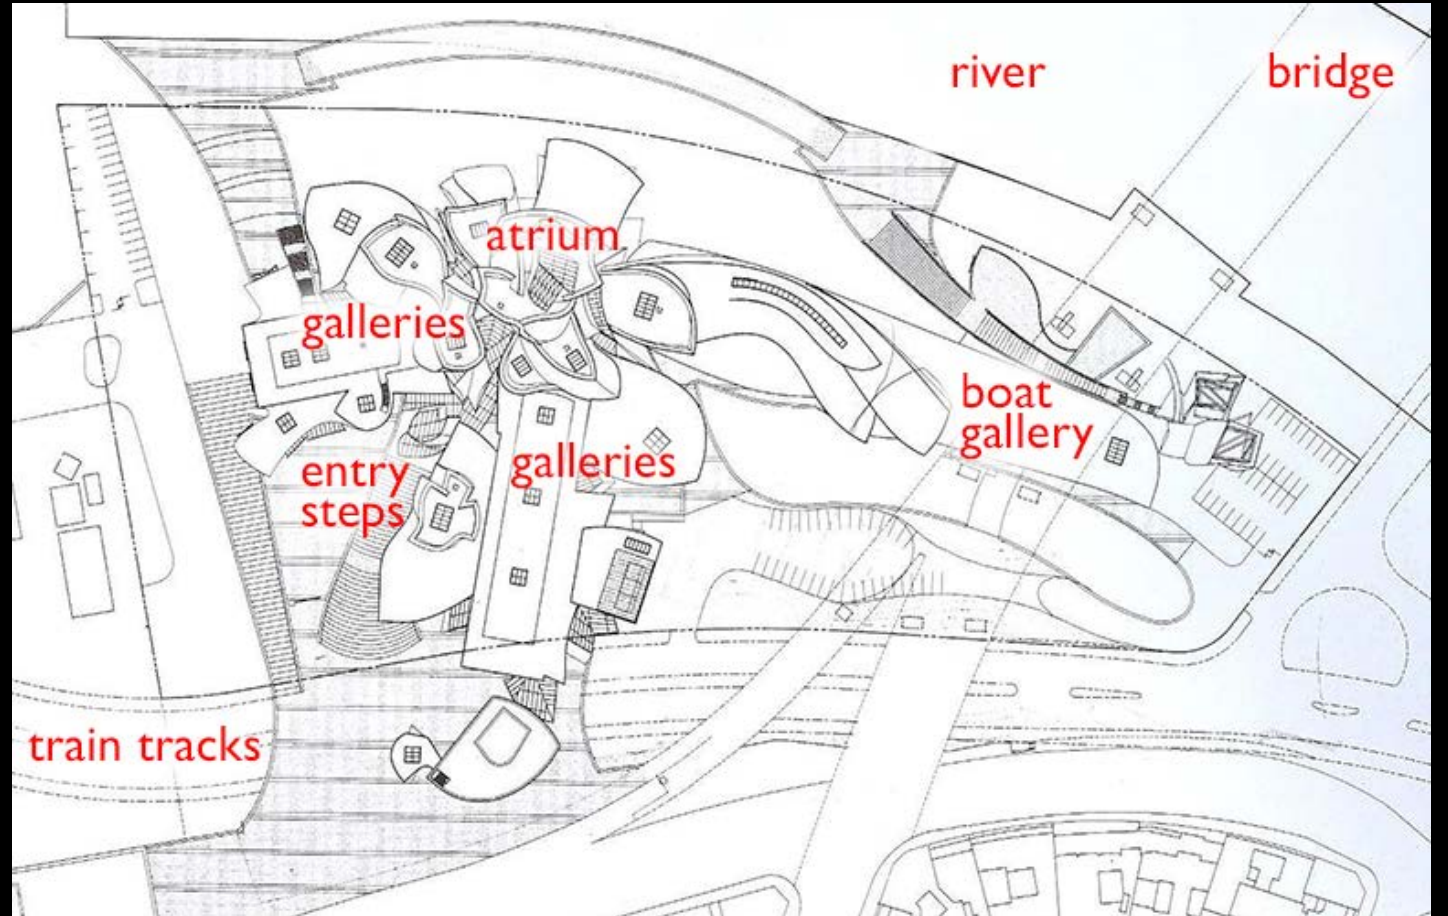 river
bridge
atrium
galleries
boat
gallery
galleries
entry
steps
train tracks